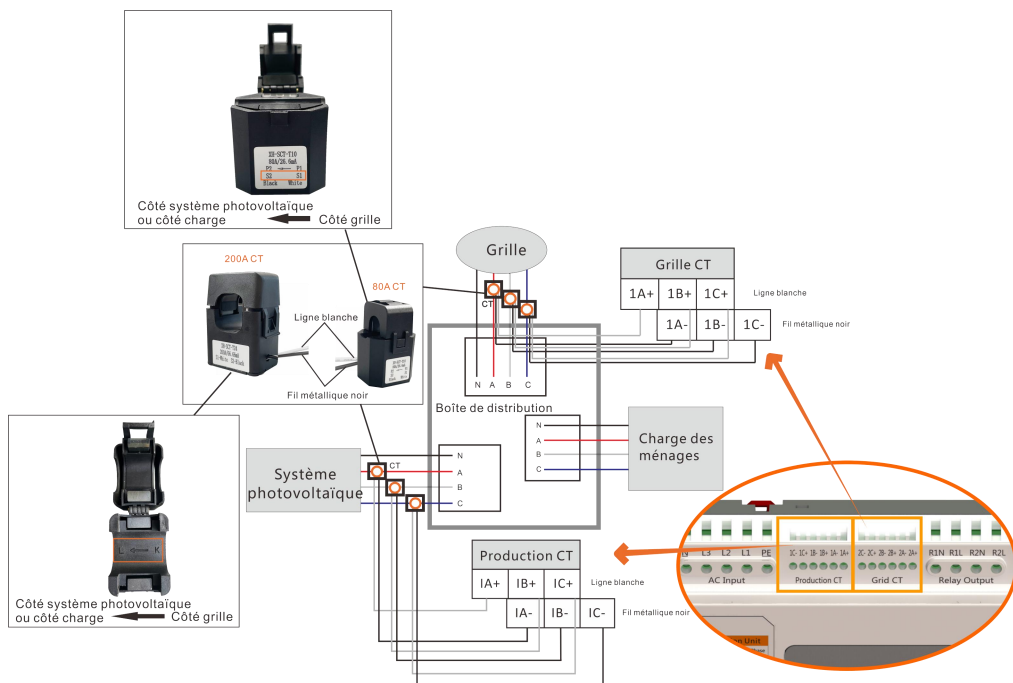 XH-SCT-T10
80A/26.6mA
P2 P1
S2 S1
Black White
Côté système photovoltaïque
ou côté charge
Côté grille
200A CT
80A CT
Ligne blanche
Fil métallique noir
Grille
CT
N A B C
Boîte de distribution
Grille CT
1A+ 1B+ 1C+
Ligne blanche
1A- 1B- 1C-
Fil métallique noir
N
A
B
C
Charge des
ménages
Système
photovoltaïque
CT
N
A
B
C
L K
Côté système photovoltaïque
ou côté charge
Côté grille
Production CT
IA+ IB+ IC+
Ligne blanche
IA- IB- IC-
Fil métallique noir
N L3 L2 L1 PE
1C- 1C+ 1B- 1B+ 1A- 1A+
2C- 2C+ 2B- 2B+ 2A- 2A+
R1N R1L R2N R2L
AC Input
Production CT
Grid CT
Relay Output
Unit